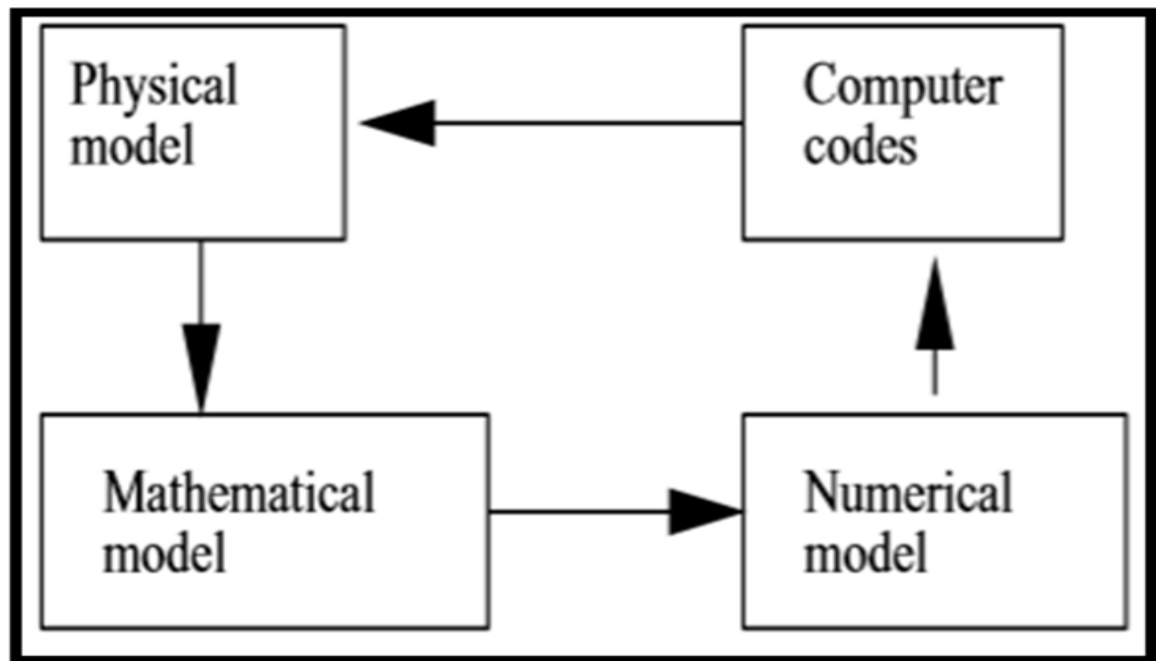 Physical
model
Computer
codes
Mathematical
model
Numerical
model